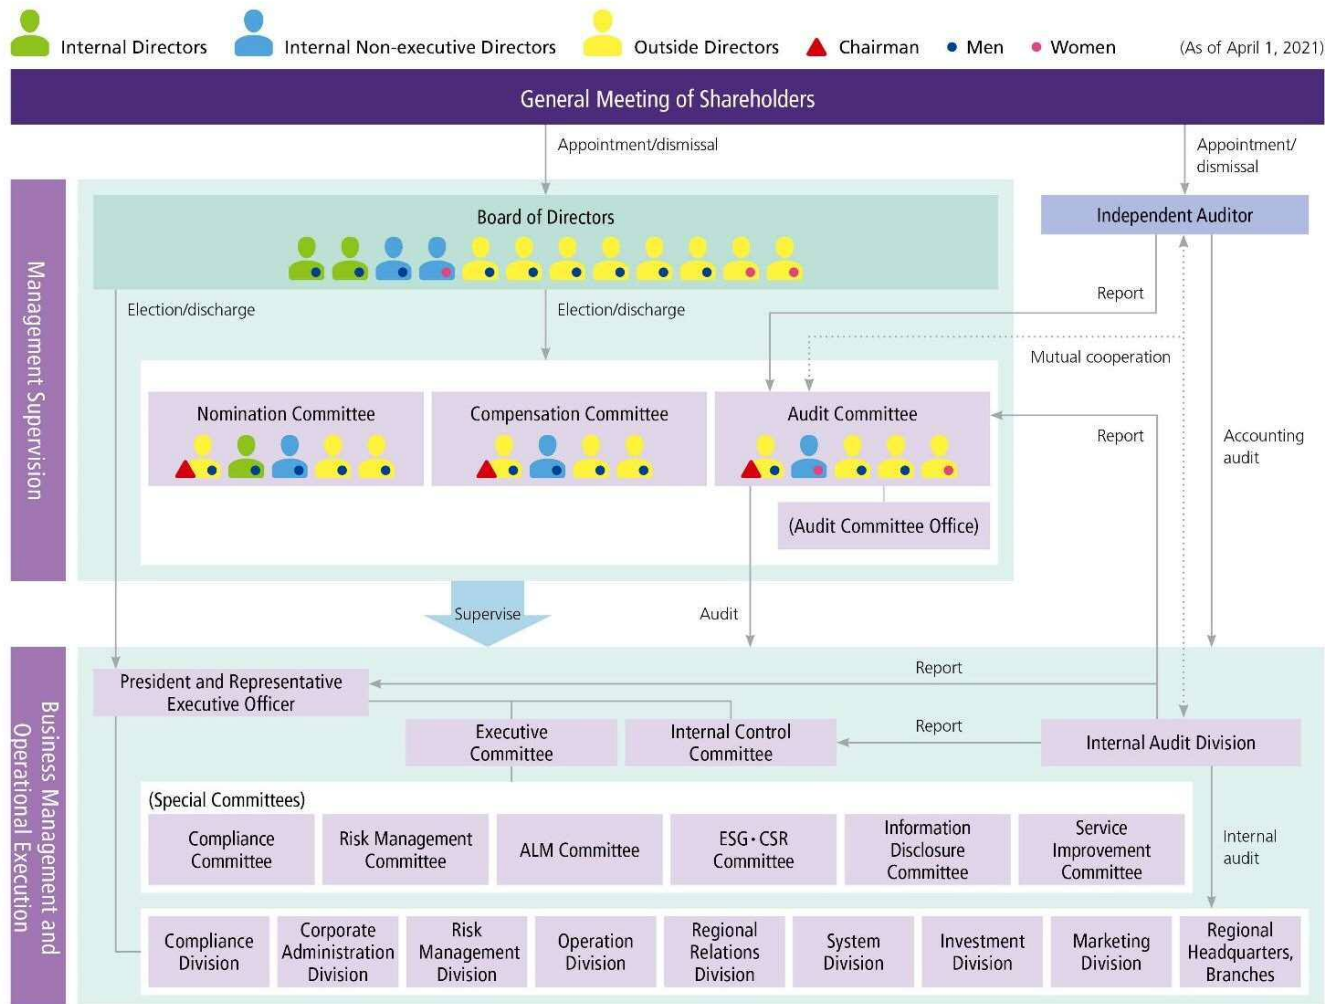 Internal Directors
Internal Non-executive Directors
Outside Directors
Chairman
Men
Women
(As of April 1, 2021)
General Meeting of Shareholders
Appointment/dismissal
Appointment/
dismissal
Management Supervision
Board of Directors
Independent Auditor
Election/discharge
Election/discharge
Report
Mutual cooperation
Nomination Committee
Compensation Committee
Audit Committee
Report
Accounting
audit
(Audit Committee Office)
Supervise
Audit
Business Management and
Operational Execution
President and Representative
Executive Officer
Report
Executive
Committee
Internal Control
Committee
Report
Internal Audit Division
(Special Committees)
Compliance
Committee
Risk Management
Committee
ALM Committee
ESG・CSR
Committee
Information
Disclosure
Committee
Service
Improvement
Committee
Internal
audit
Compliance
Division
Corporate
Administration
Division
Risk
Management
Division
Operation
Division
Regional
Relations
Division
System
Division
Investment
Division
Marketing
Division
Regional
Headquarters,
Branches